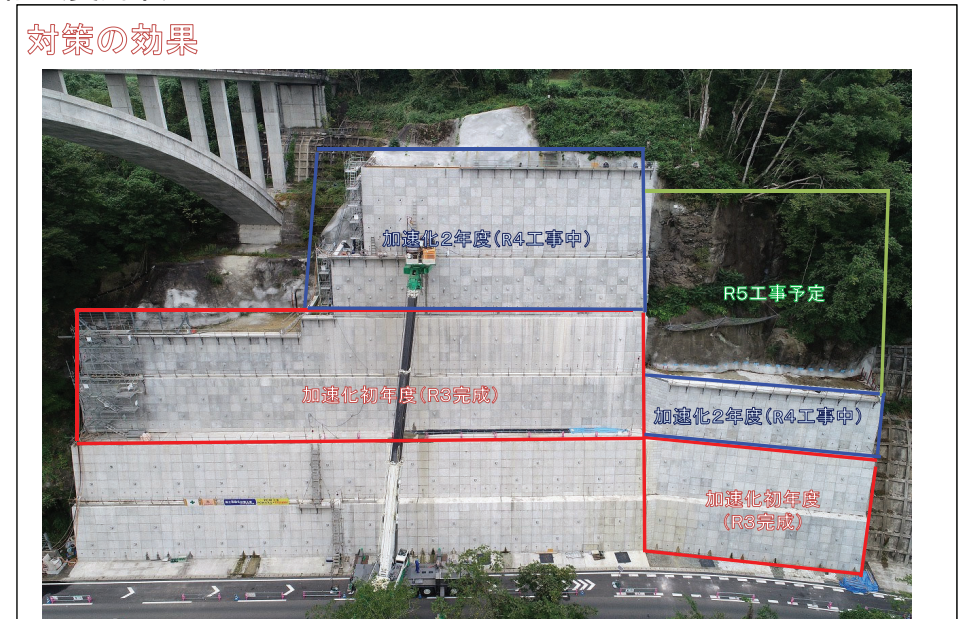 対策の効果
加速化2年度(R4工事中)
R5工事予定
加速化初年度(R3完成)
加速化2年度(R4工事中)
加速化初年度
(R3完成)